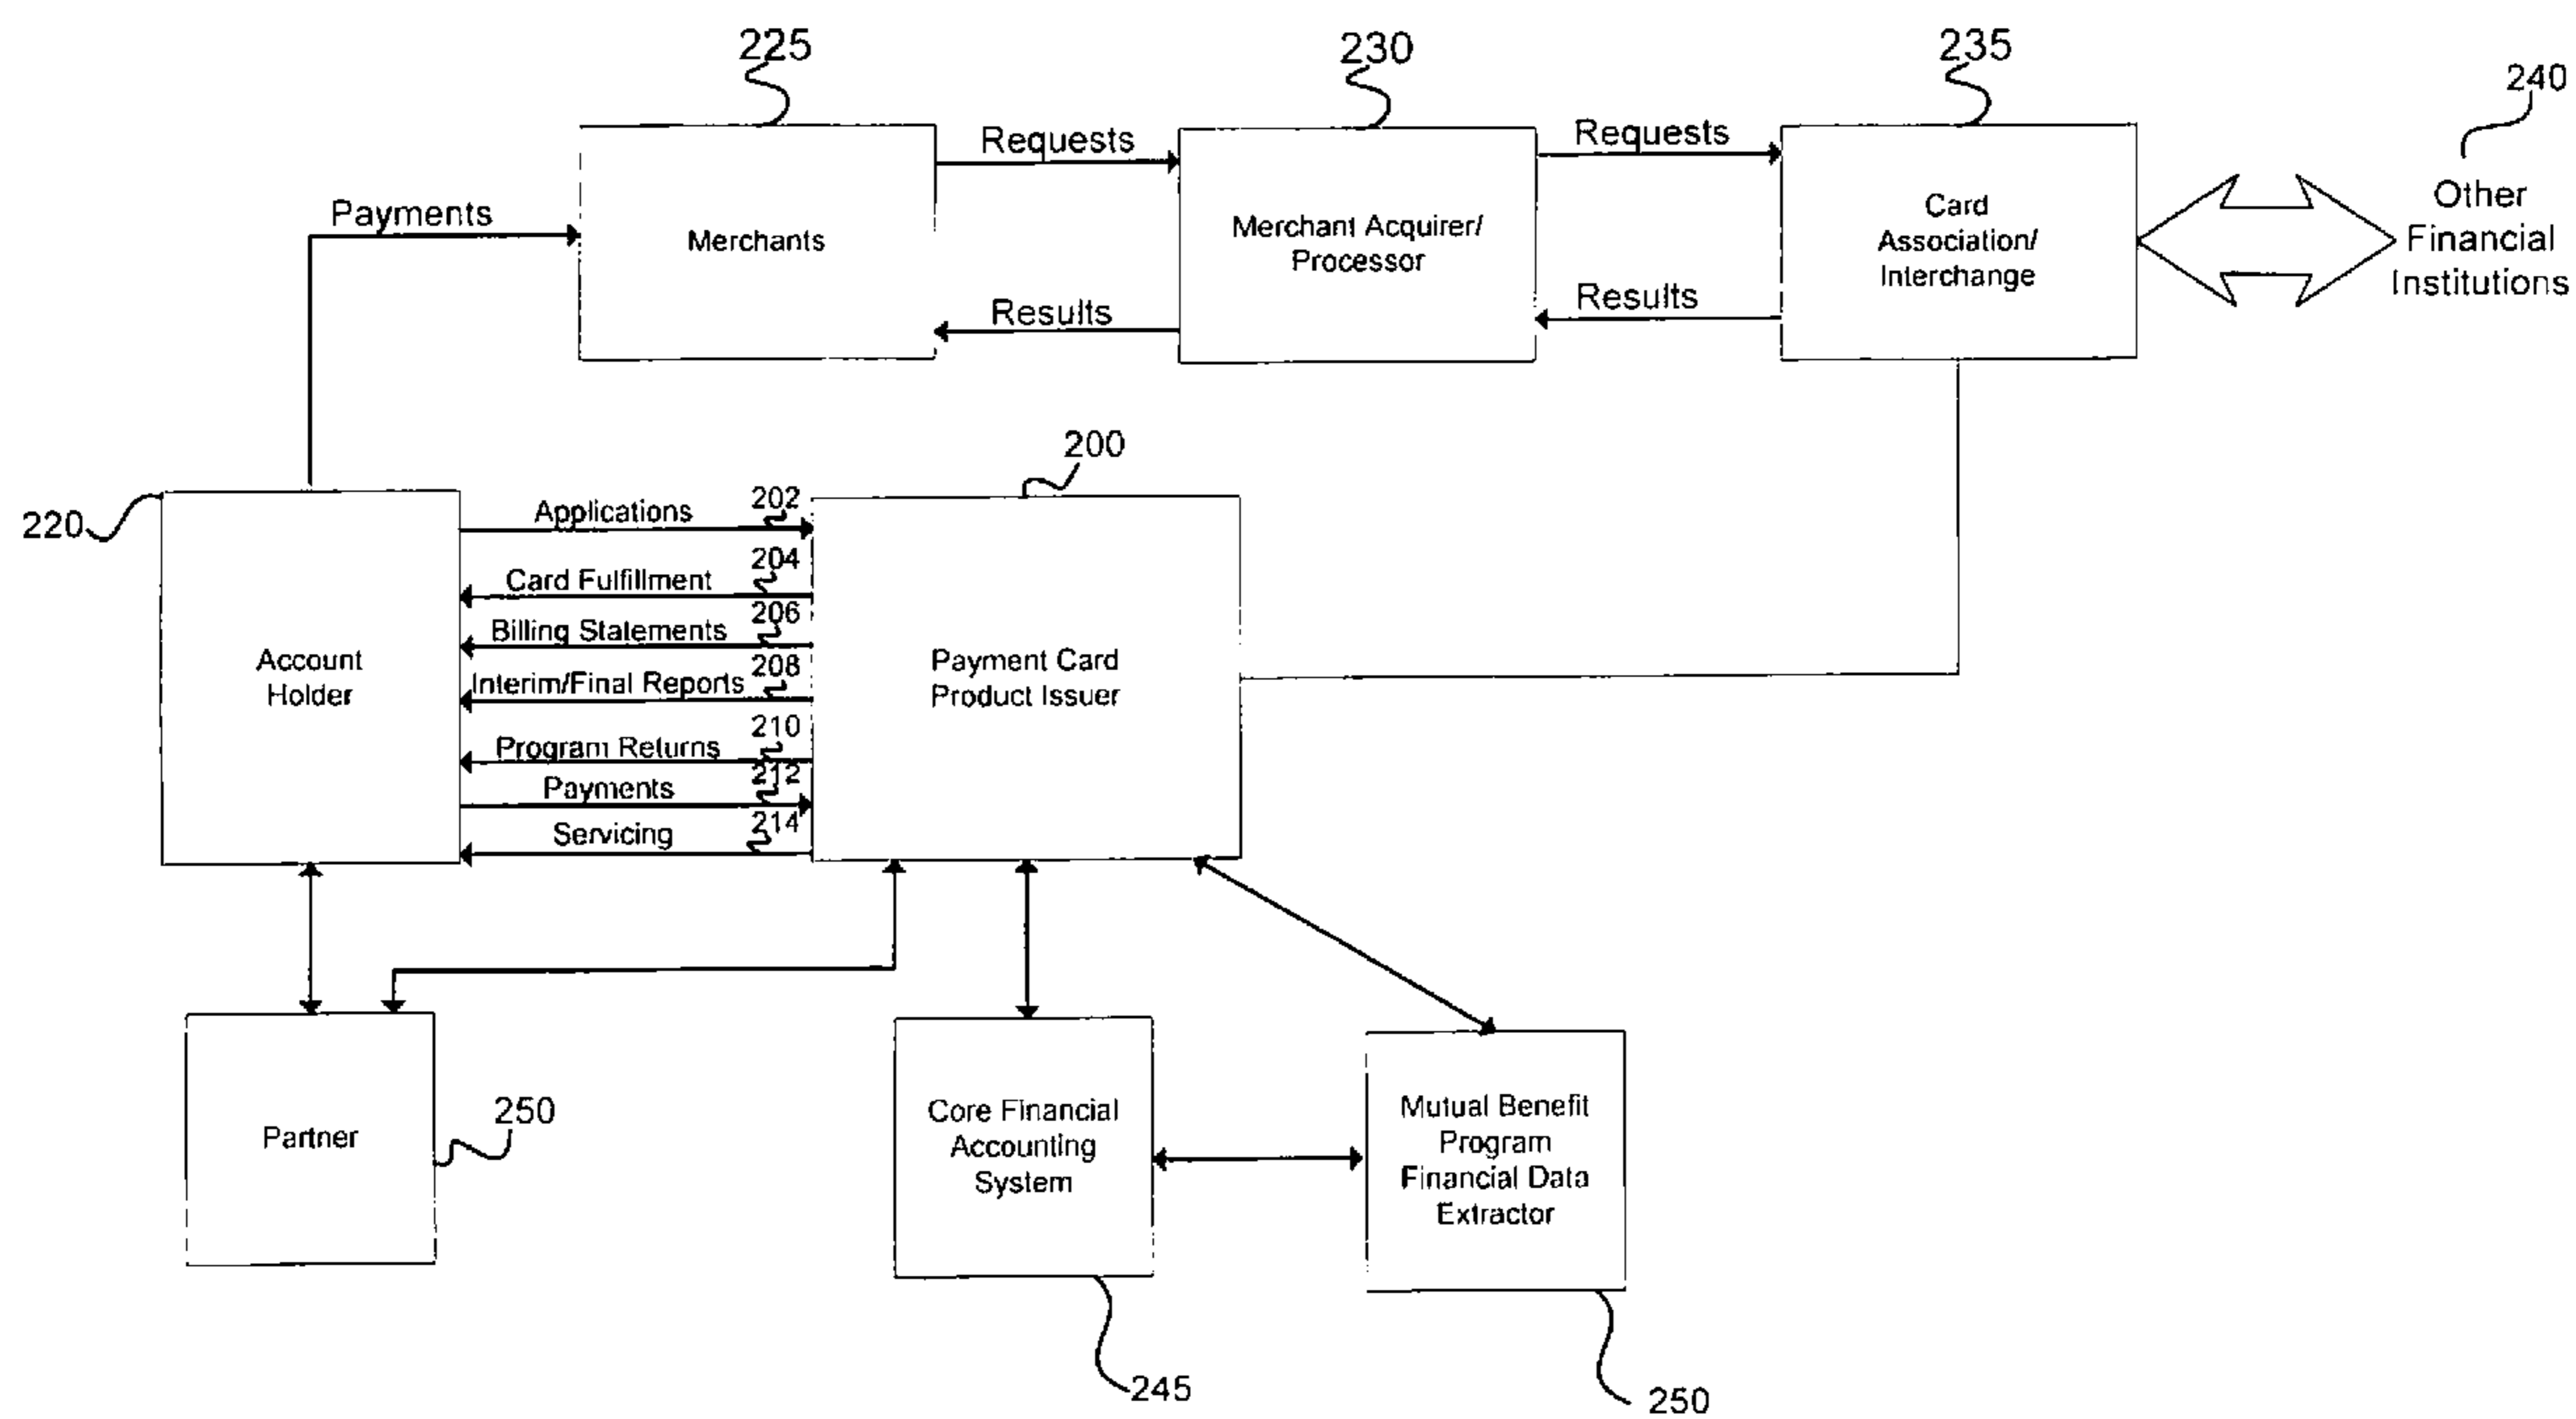 225
230
235
240
Requests
Requests
Payments
Merchants
Merchant Acquirer/
Processor
Card
Association/
Interchange
Other
Financial
Institutions
Results
Results
200
220
Applications
202
Card Fulfillment
204
Billing Statements
206
Interim/Final Reports
208
Program Returns
210
Payments
212
Servicing
214
Account
Holder
Payment Card
Product Issuer
Partner
250
Core Financial
Accounting
System
Mutual Benefit
Program
Financial Data
Extractor
245
250